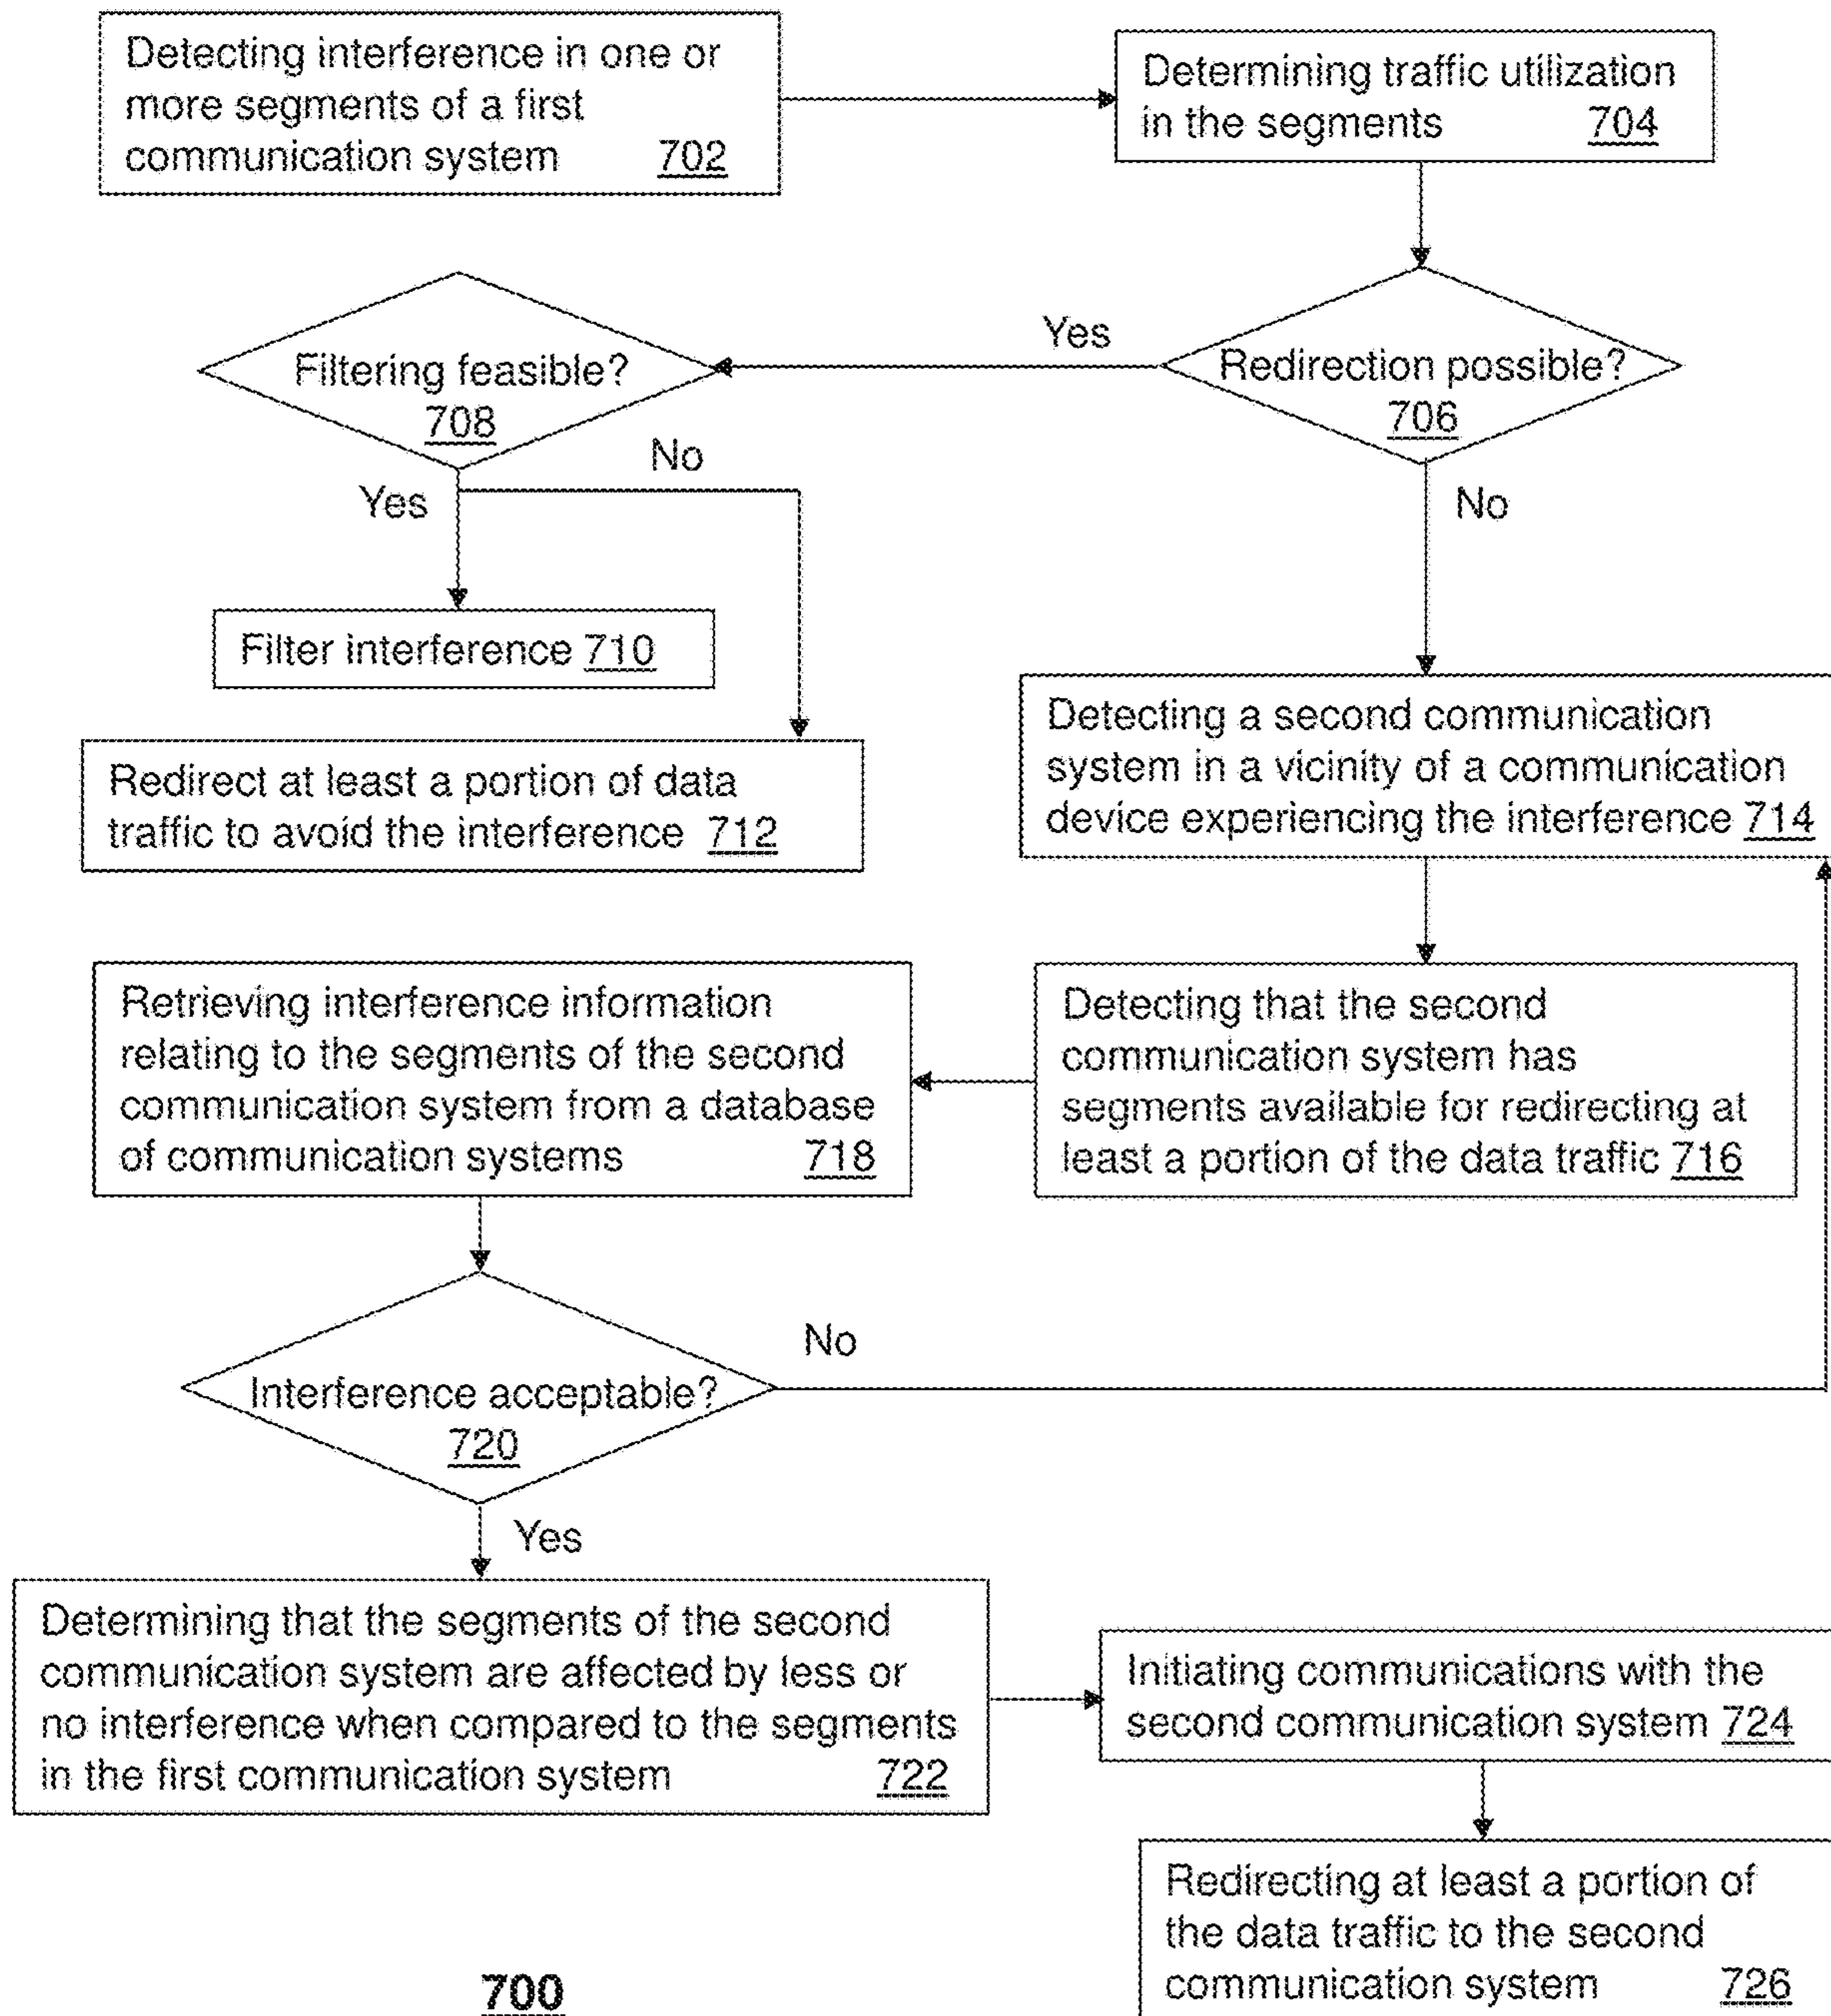 Detecting interference in one or
more segments of a first
communication system 702
Determining traffic utilization
in the segments 704
Redirection possible?
706
Yes
No
Filtering feasible?
708
No
Yes
Filter interference 710
Redirect at least a portion of data
traffic to avoid the interference 712
Detecting a second communication
system in a vicinity of a communication
device experiencing the interference 714
Detecting that the second
communication system has
segments available for redirecting at
least a portion of the data traffic 716
Retrieving interference information
relating to the segments of the second
communication system from a database
of communication systems 718
Interference acceptable?
720
No
Yes
Determining that the segments of the second
communication system are affected by less or
no interference when compared to the segments
in the first communication system 722
Initiating communications with the
second communication system 724
Redirecting at least a portion of
the data traffic to the second
communication system 726
700